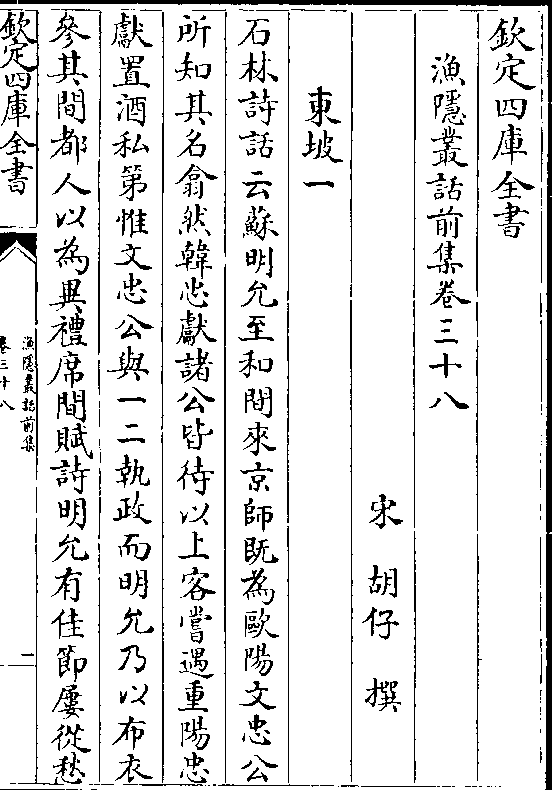 欽定四庫全書
漁隱叢話前集卷三十八
宋 胡仔 撰
東坡一
石林詩話云蘇明允至和間來京師既為歐陽文忠公
所知其名翕然韓忠獻諸公皆待以上客嘗遇重陽忠
獻置酒私第惟文忠公與一二執政而明允乃以布衣
參其間都人以為異禮席間賦詩明允有佳節屢從愁
欽定四庫全書
漁隱叢話前集
卷三十八
一